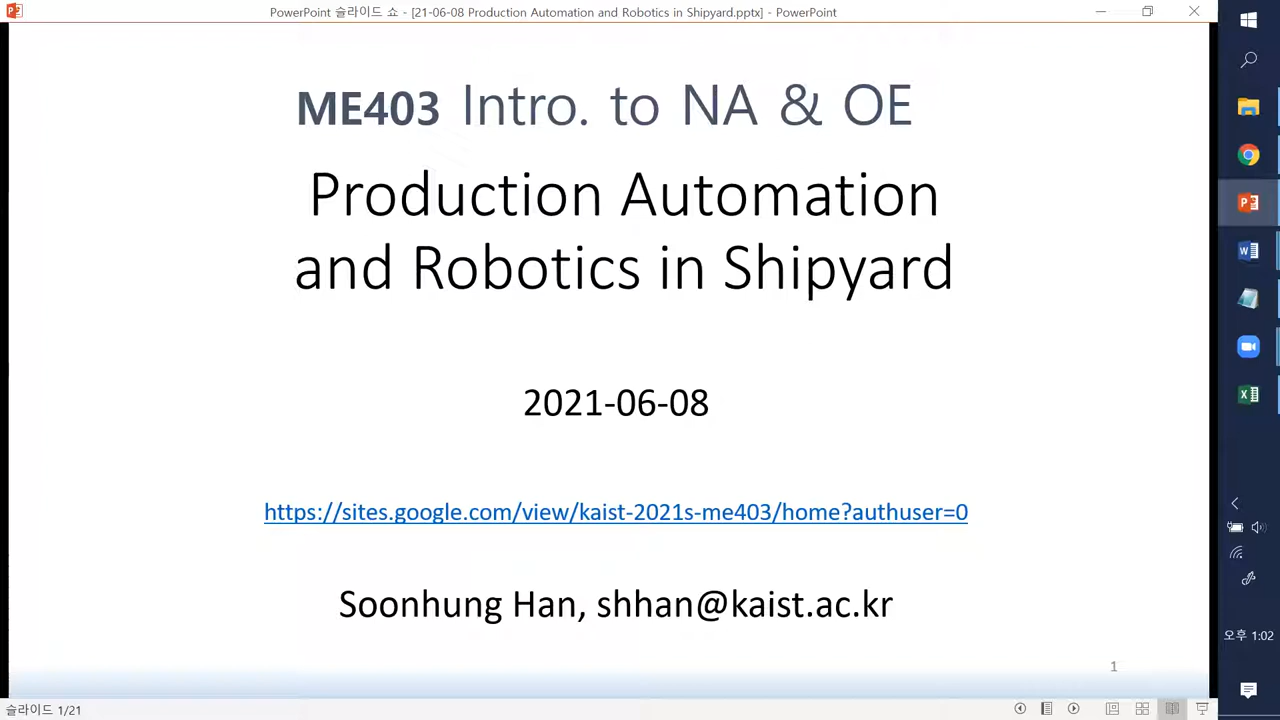 PowerPoint 슬라이드 쇼 - [21-06-08 Production Automation and Robotics in Shipyard.pptx] - PowerPoint
ME403 Intro. to NA & OE
Production Automation
and Robotics in Shipyard
2021-06-08
https://sites.google.com/view/kaist-2021s-me403/home?authuser=0
Soonhung Han, shhan@kaist.ac.kr
1
슬라이드 1/21
오후 1:02